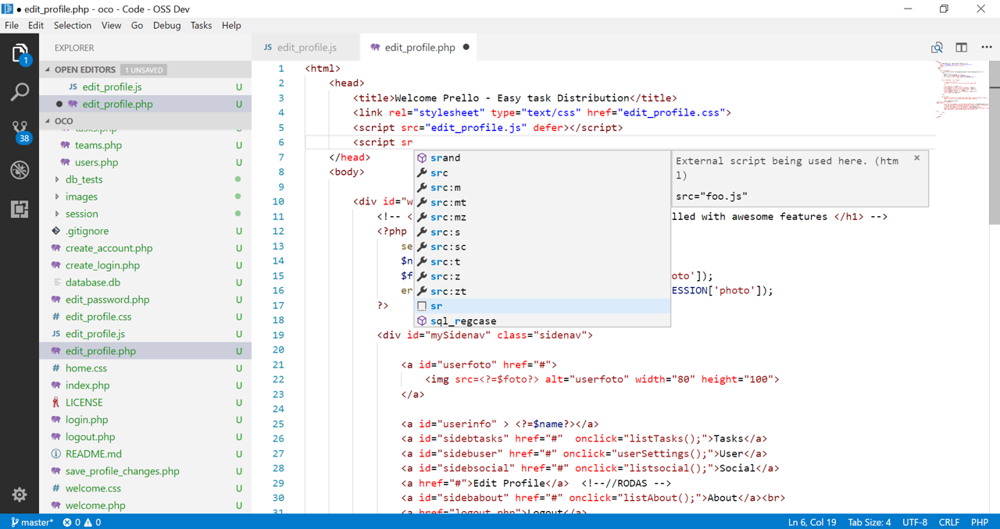 ● edit_profile.php - oco - Code - OSS Dev
File Edit Selection View Go Debug Tasks Help
EXPLORER
OPEN EDITORS 1 UNSAVED
JS edit_profile.js U
● edit_profile.php U
OCO
tasks.php
teams.php U
users.php U
db_tests
images
session
.gitignore U
create_account.php U
create_login.php U
database.db U
edit_password.php U
# edit_profile.css U
JS edit_profile.js U
edit_profile.php U
# home.css U
index.php U
LICENSE U
login.php U
logout.php U
README.md U
save_profile_changes.php U
# welcome.css U
welcome.php U
1
38
JS edit_profile.js
edit_profile.php ●
1 <html>
2 <head>
3 <title>Welcome Prello - Easy task Distribution</title>
4 <link rel="stylesheet" type="text/css" href="edit_profile.css">
5 <script src="edit_profile.js" defer></script>
6 <script sr
7 </head>
8 <body>
9
10 <div id="w
11 <!-- < lled with awesome features </h1> -->
12 <?php
13 se
14 $n
15 $f oto']);
16 er ESSION['photo']);
17 ?>
18
19 <div id="mySidenav" class="sidenav">
20
21 <a id="userfoto" href="#">
22 <img src=<?=$foto?> alt="userfoto" width="80" height="100">
23 </a>
24
25 <a id="userinfo" > <?=$name?></a>
26 <a id="sidebtasks" href="#"  onclick="listTasks();">Tasks</a>
27 <a id="sidebuser" href="#" onclick="userSettings();">User</a>
28 <a id="sidebsocial" href="#" onclick="listsocial();">Social</a>
29 <a href="#">Edit Profile</a>  <!--//RODAS -->
30 <a id="sidebabout" href="#" onclick="listAbout();">About</a><br>
31 <a href="logout.php">Logout</a>
srand
src
src:m
src:mt
src:mz
src:s
src:sc
src:t
src:z
src:zt
sr
sql_regcase
External script being used here. (htm
l)
src="foo.js"
master* 0 0 Ln 6, Col 19 Tab Size: 4 UTF-8 CRLF PHP